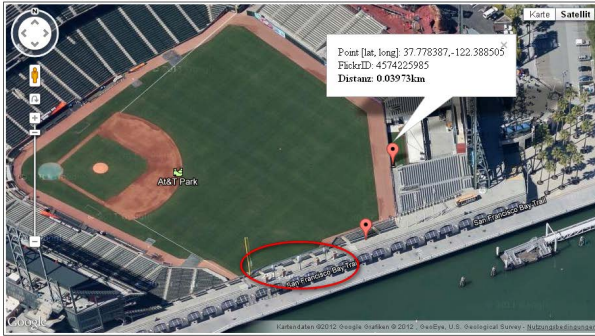 N
Karte Satellit
Point [lat, long]: 37.778387,-122.388505
FlickrID: 4574225985
Distanz: 0.03973km
At&T Park
San Francisco Bay Trail
San Francisco Bay Trail
Google
Kartendaten ©2012 Google Grafiken © 2012 , GeoEye, U.S. Geological Survey - Nutzungsbedingungen